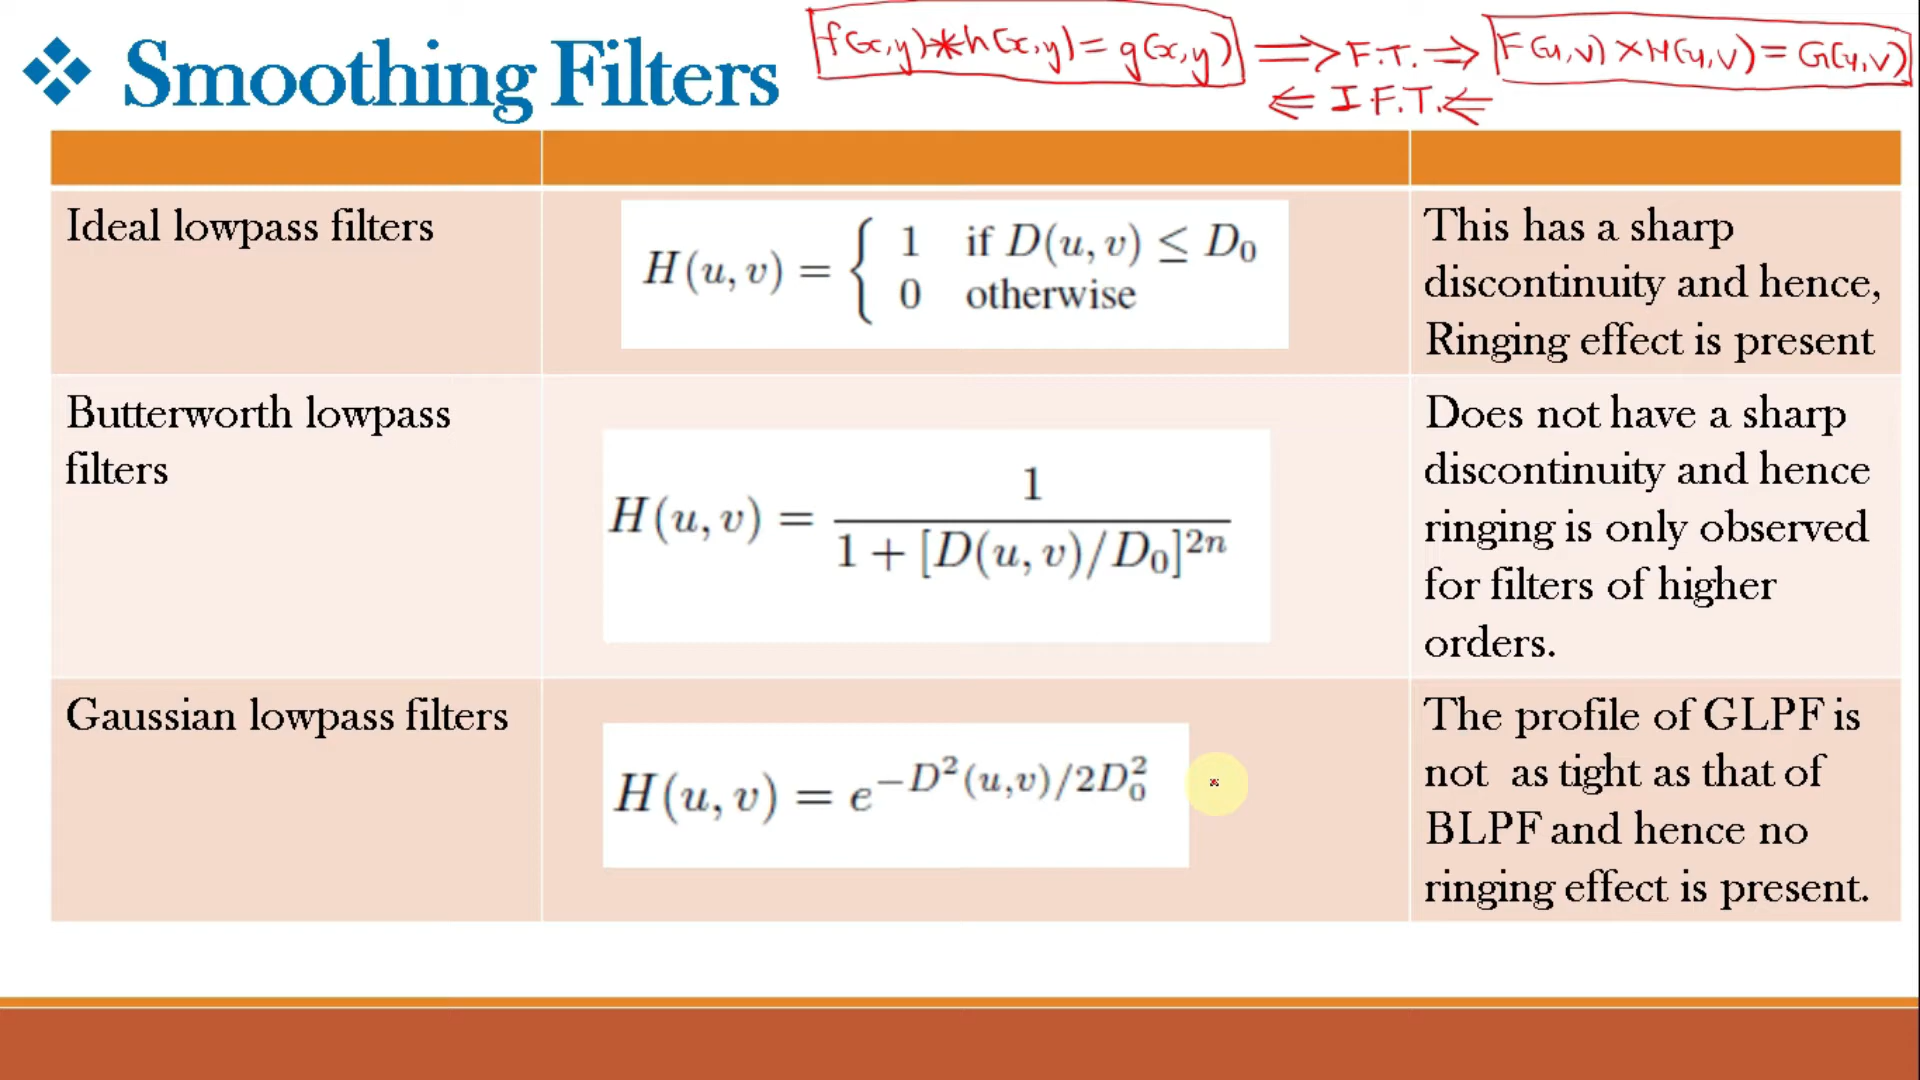 ❖ Smoothing Filters
f(x,y)*h(x,y)=g(x,y) ⟹ F.T. ⟹ F(u,v)×H(u,v)=G(u,v)
⇐ I.F.T. ⇐
Ideal lowpass filters
H(u, v) = { 1 if D(u, v) ≤ D₀
0 otherwise
This has a sharp
discontinuity and hence,
Ringing effect is present
Butterworth lowpass
filters
H(u, v) = 1 / 1 + [D(u, v)/D₀]²ⁿ
Does not have a sharp
discontinuity and hence
ringing is only observed
for filters of higher
orders.
Gaussian lowpass filters
H(u, v) = e^{−D²(u,v)/2D₀²}
The profile of GLPF is
not as tight as that of
BLPF and hence no
ringing effect is present.